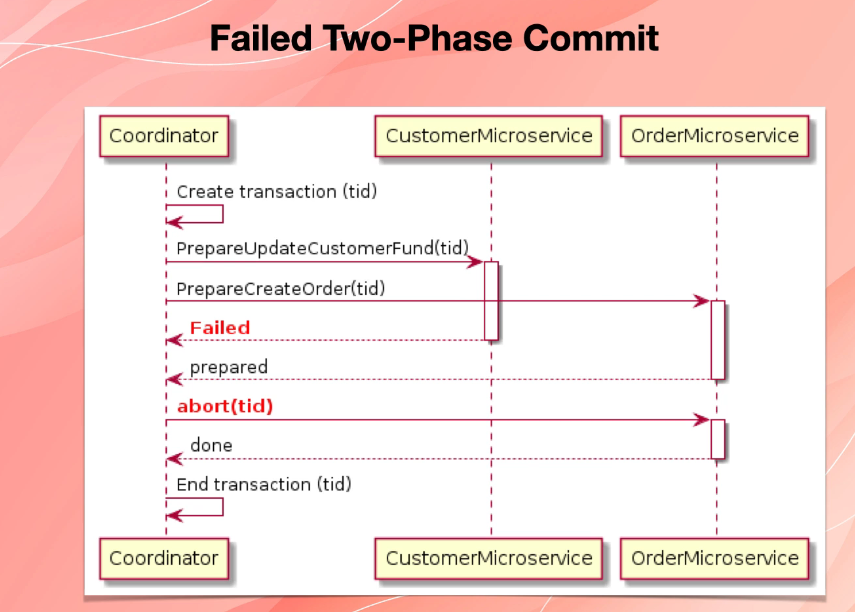 Failed Two-Phase Commit
Coordinator
CustomerMicroservice
OrderMicroservice
Create transaction (tid)
PrepareUpdateCustomerFund(tid)
PrepareCreateOrder(tid)
Failed
prepared
abort(tid)
done
End transaction (tid)
Coordinator
CustomerMicroservice
OrderMicroservice